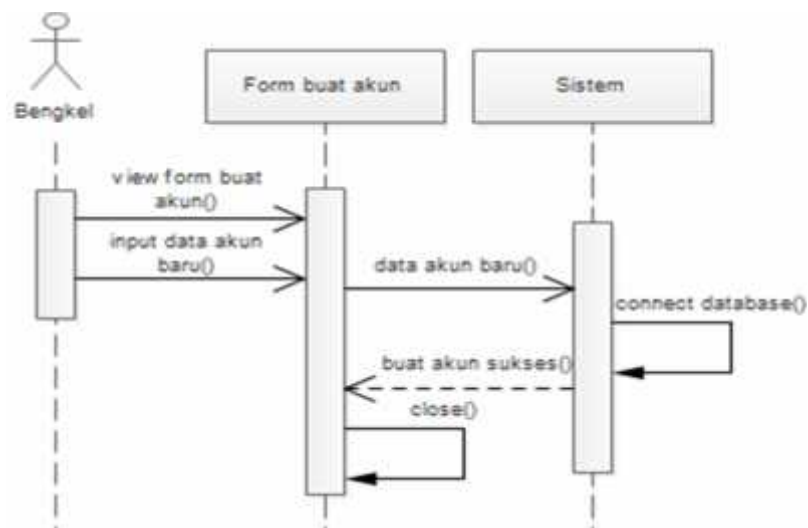 Bengkel
Form buat akun
Sistem
view form buat
akun()
input data akun
baru()
data akun baru()
connect database()
buat akun sukses()
close()